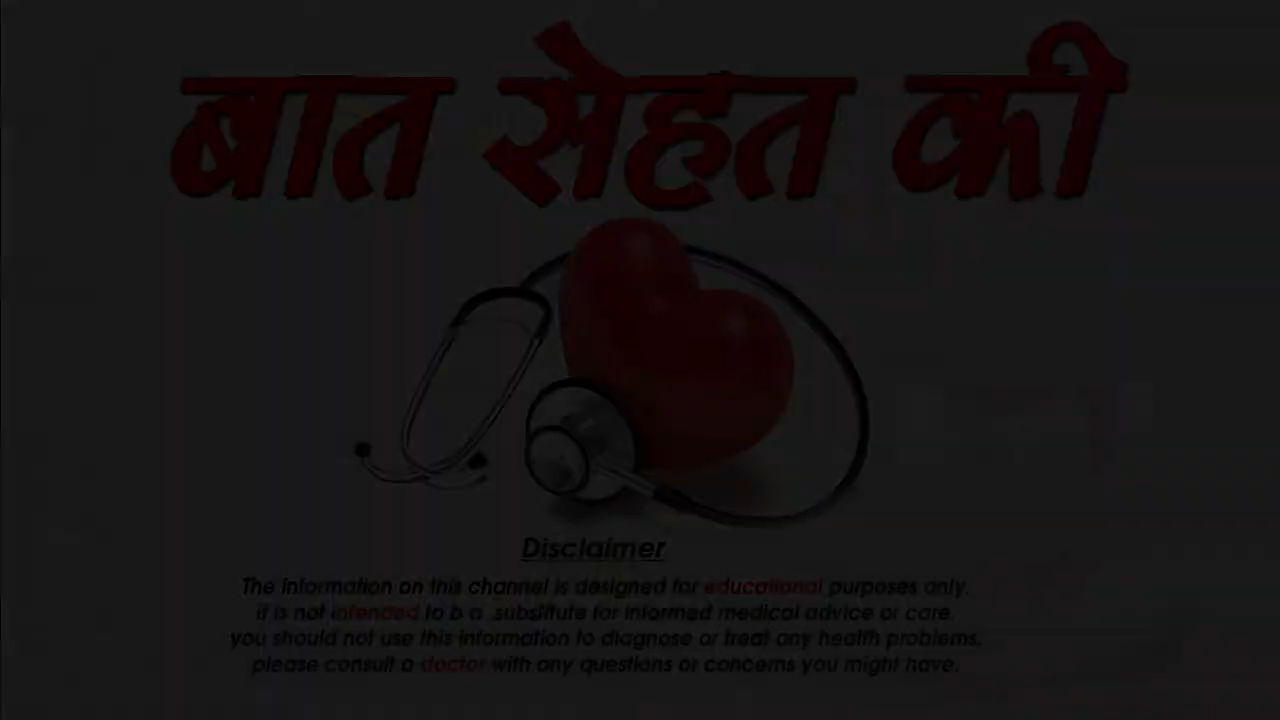 बात सेहत की
Disclaimer
The information on this channel is designed for educational purposes only
it is not intended to b a substitute for informed medical advice or care.
you should not use this information to diagnose or treat any health problems.
please consult a doctor with any questions or concerns you might have.